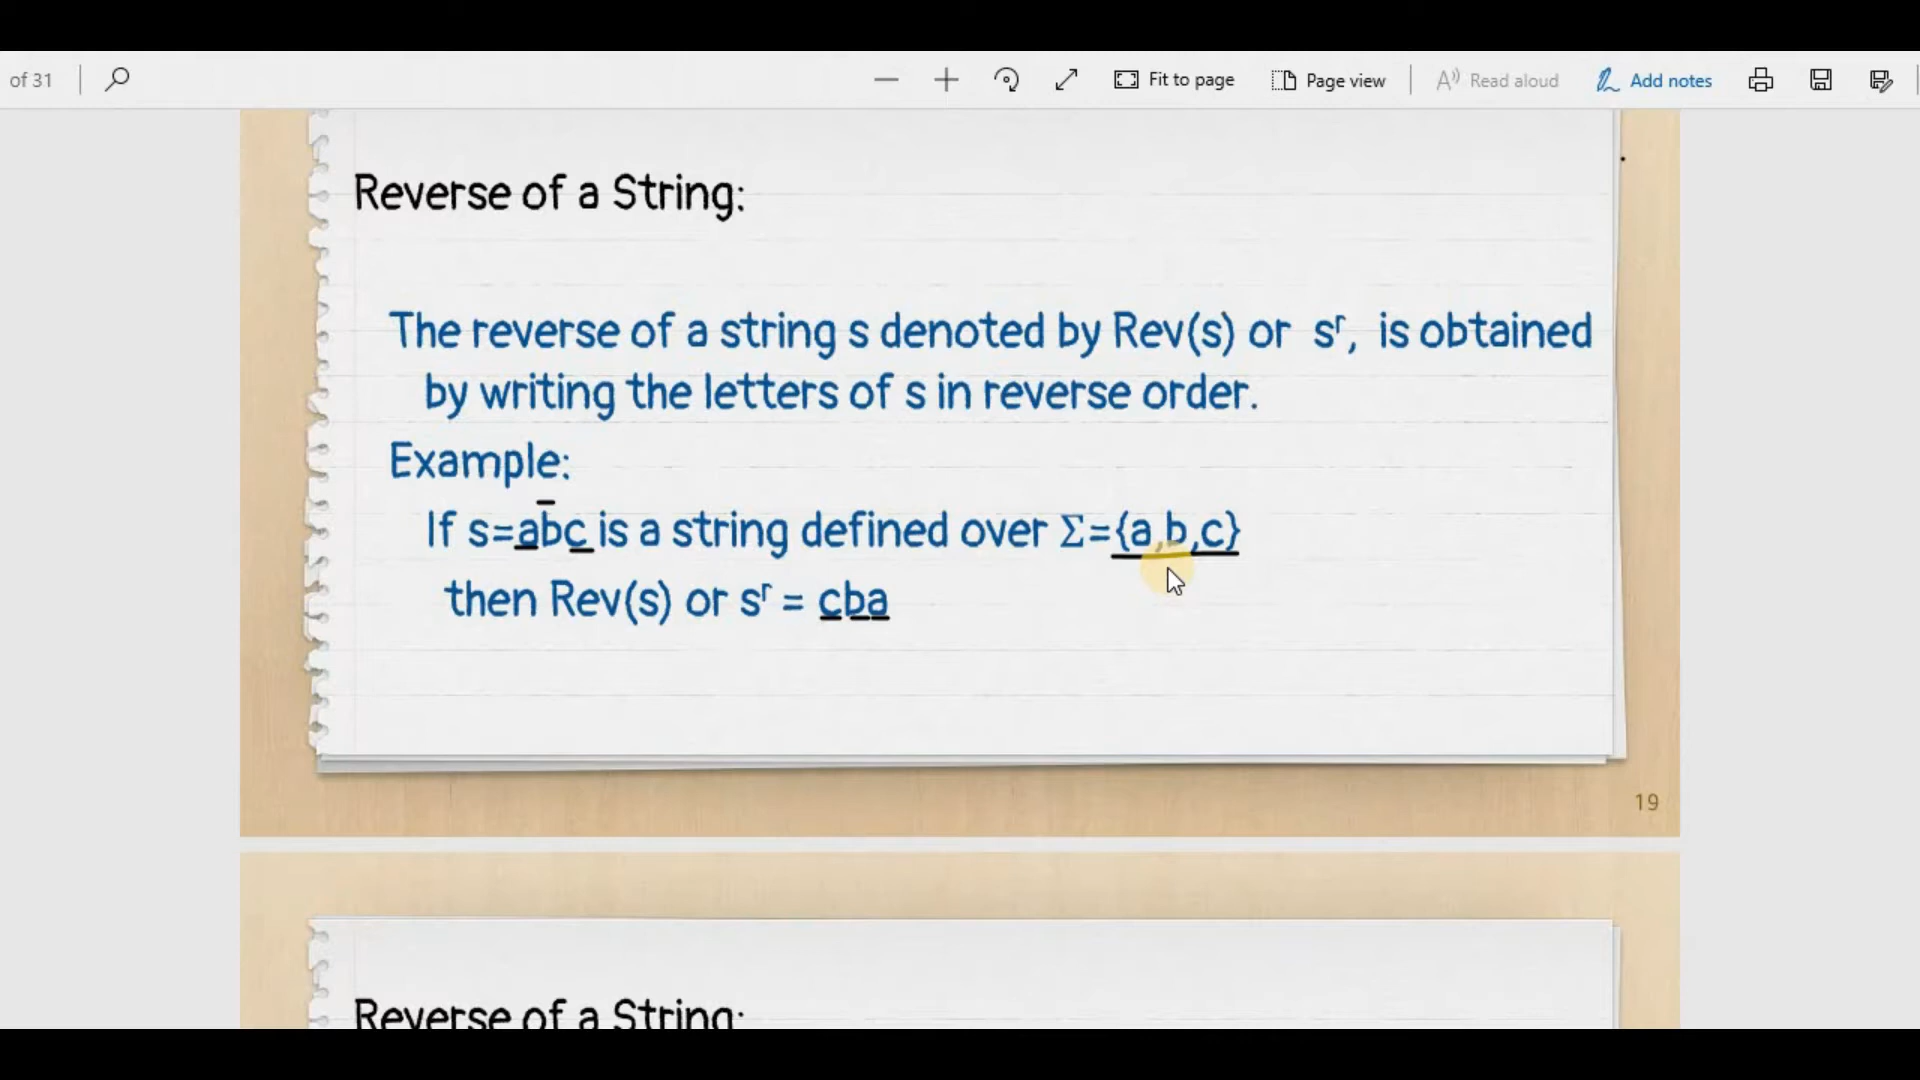 of 31
Fit to page
Page view
Read aloud
Add notes
Reverse of a String:
The reverse of a string s denoted by Rev(s) or sʳ, is obtained
by writing the letters of s in reverse order.
Example:
If s=abc is a string defined over Σ={a,b,c}
then Rev(s) or sʳ = cba
19
Reverse of a String: